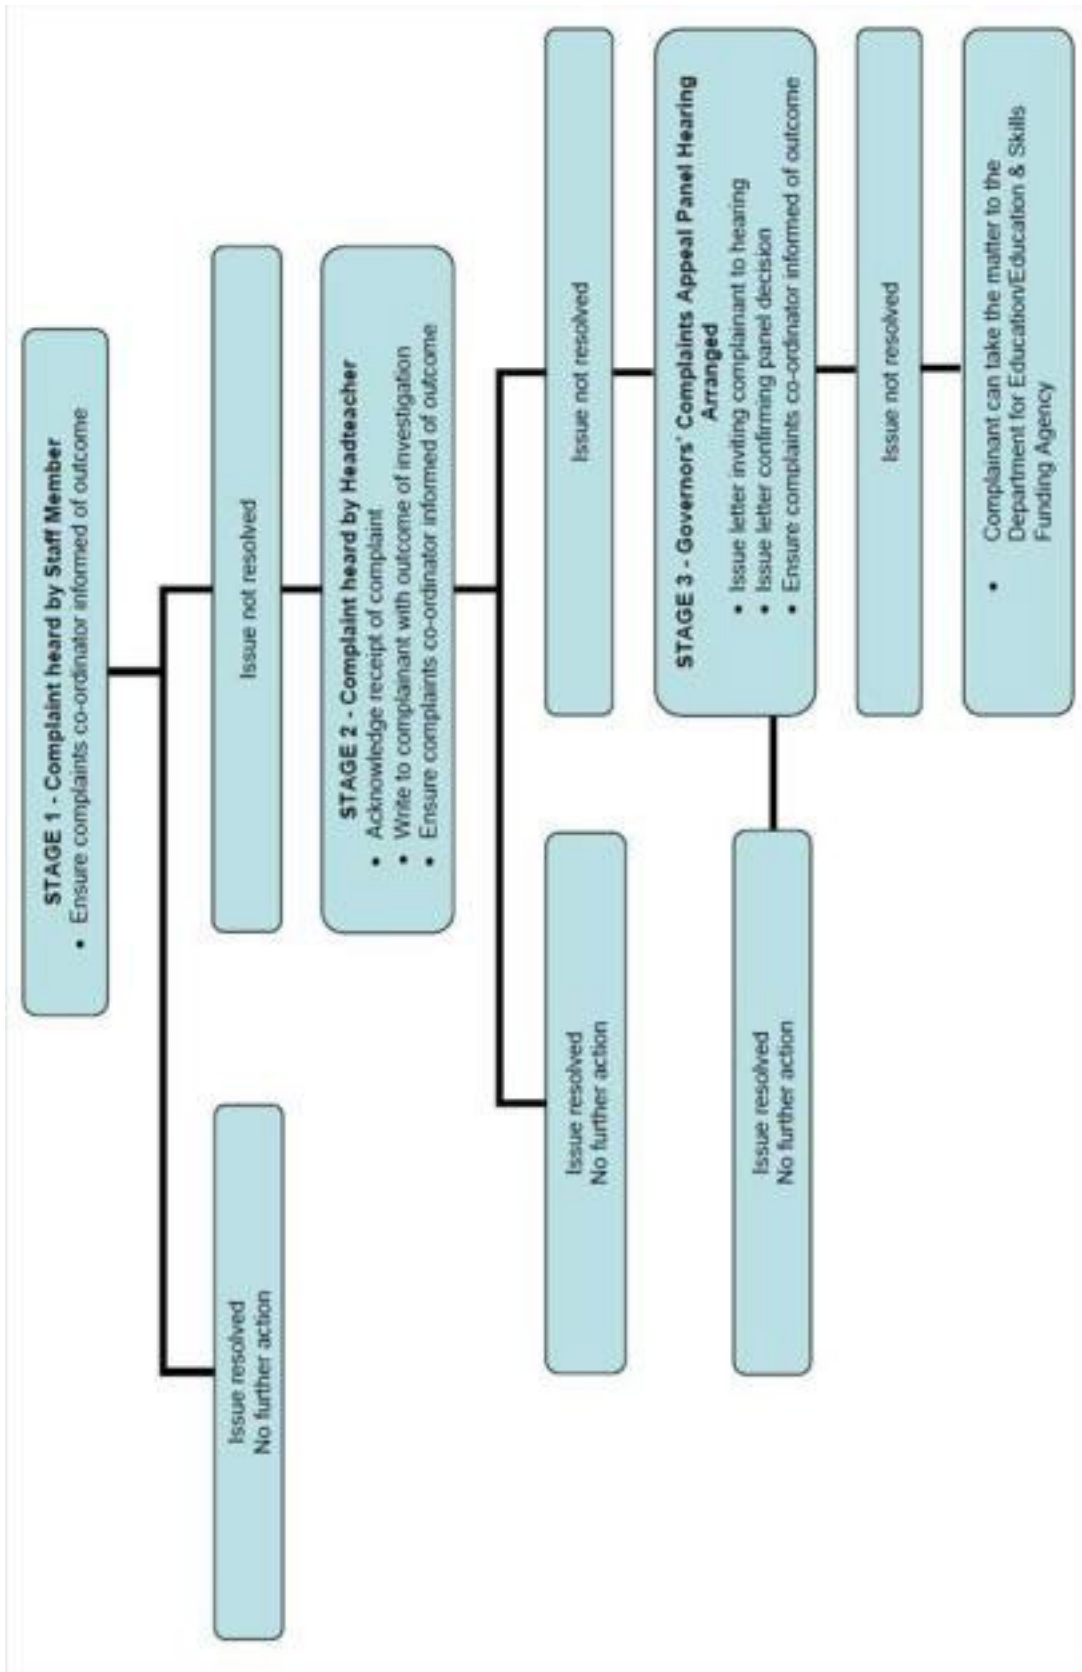 STAGE 1 - Complaint heard by Staff Member
• Ensure complaints co-ordinator informed of outcome
Issue resolved
No further action
Issue not resolved
STAGE 2 - Complaint heard by Headteacher
• Acknowledge receipt of complaint
• Write to complainant with outcome of investigation
• Ensure complaints co-ordinator informed of outcome
Issue resolved
No further action
Issue not resolved
STAGE 3 - Governors' Complaints Appeal Panel Hearing
Arranged
• Issue letter inviting complainant to hearing
• Issue letter confirming panel decision
• Ensure complaints co-ordinator informed of outcome
Issue resolved
No further action
Issue not resolved
• Complainant can take the matter to the
Department for Education/Education & Skills
Funding Agency